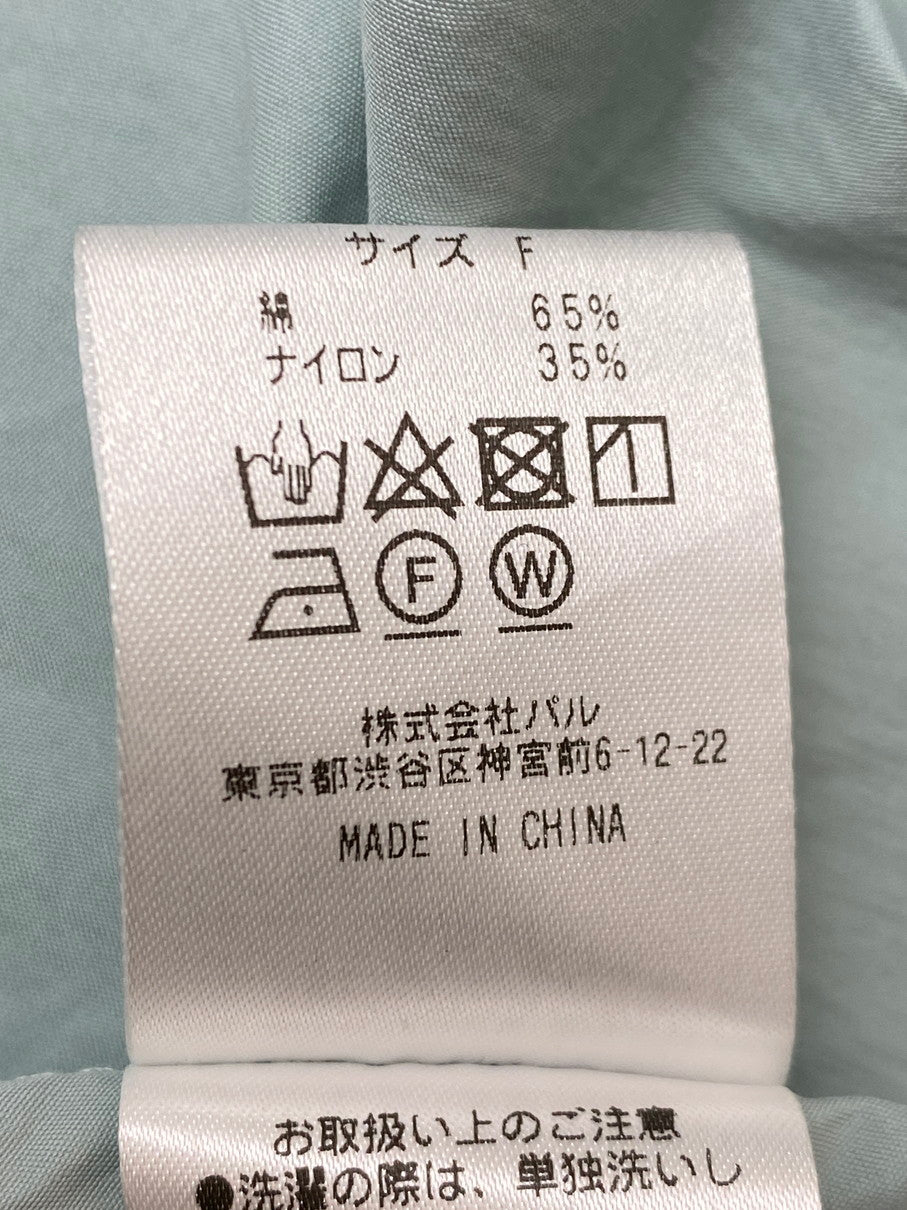 サイズ F
綿 65%
ナイロン 35%
F W
株式会社パル
東京都渋谷区神宮前6-12-22
MADE IN CHINA
お取扱い上のご注意
●洗濯の際は、単独洗いし